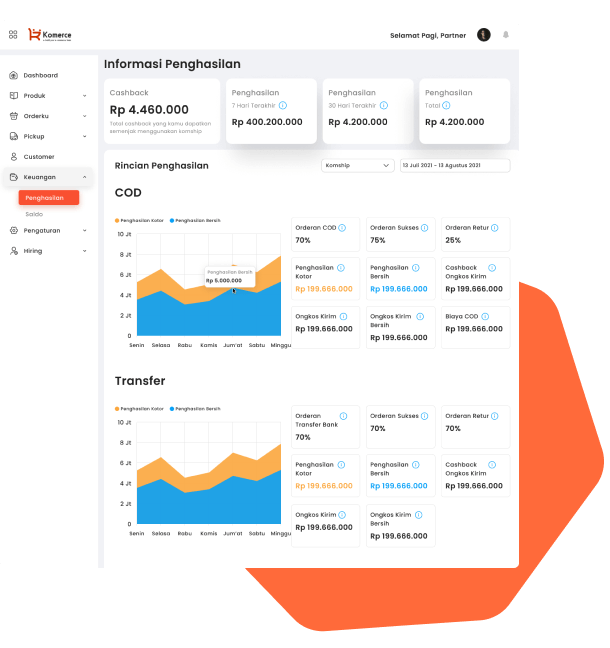 Komerce
Selamat Pagi, Partner
Dashboard
Produk
Orderku
Pickup
Customer
Keuangan
Penghasilan
Saldo
Pengaturan
Hiring
Informasi Penghasilan
Cashback
Rp 4.460.000
Total cashback yang kamu dapatkan
semenjak menggunakan komship
Penghasilan
7 Hari Terakhir
Rp 400.200.000
Penghasilan
30 Hari Terakhir
Rp 4.200.000
Penghasilan
Total
Rp 4.200.000
Rincian Penghasilan
Komship
13 Juli 2021 - 13 Agustus 2021
COD
Penghasilan Kotor
Penghasilan Bersih
10 Jt
8 Jt
6 Jt
4 Jt
2 Jt
0
Senin Selasa Rabu Kamis Jum'at Sabtu Minggu
Penghasilan Bersih
Rp 5.000.000
Orderan COD
70%
Orderan Sukses
75%
Orderan Retur
25%
Penghasilan
Kotor
Rp 199.666.000
Penghasilan
Bersih
Rp 199.666.000
Cashback
Ongkos Kirim
Rp 199.666.000
Ongkos Kirim
Rp 199.666.000
Ongkos Kirim
Bersih
Rp 199.666.000
Biaya COD
Rp 199.666.000
Transfer
Penghasilan Kotor
Penghasilan Bersih
10 Jt
8 Jt
6 Jt
4 Jt
2 Jt
0
Senin Selasa Rabu Kamis Jum'at Sabtu Minggu
Orderan
Transfer Bank
70%
Orderan Sukses
70%
Orderan Retur
70%
Penghasilan
Kotor
Rp 199.666.000
Penghasilan
Bersih
Rp 199.666.000
Cashback
Ongkos Kirim
Rp 199.666.000
Ongkos Kirim
Rp 199.666.000
Ongkos Kirim
Bersih
Rp 199.666.000